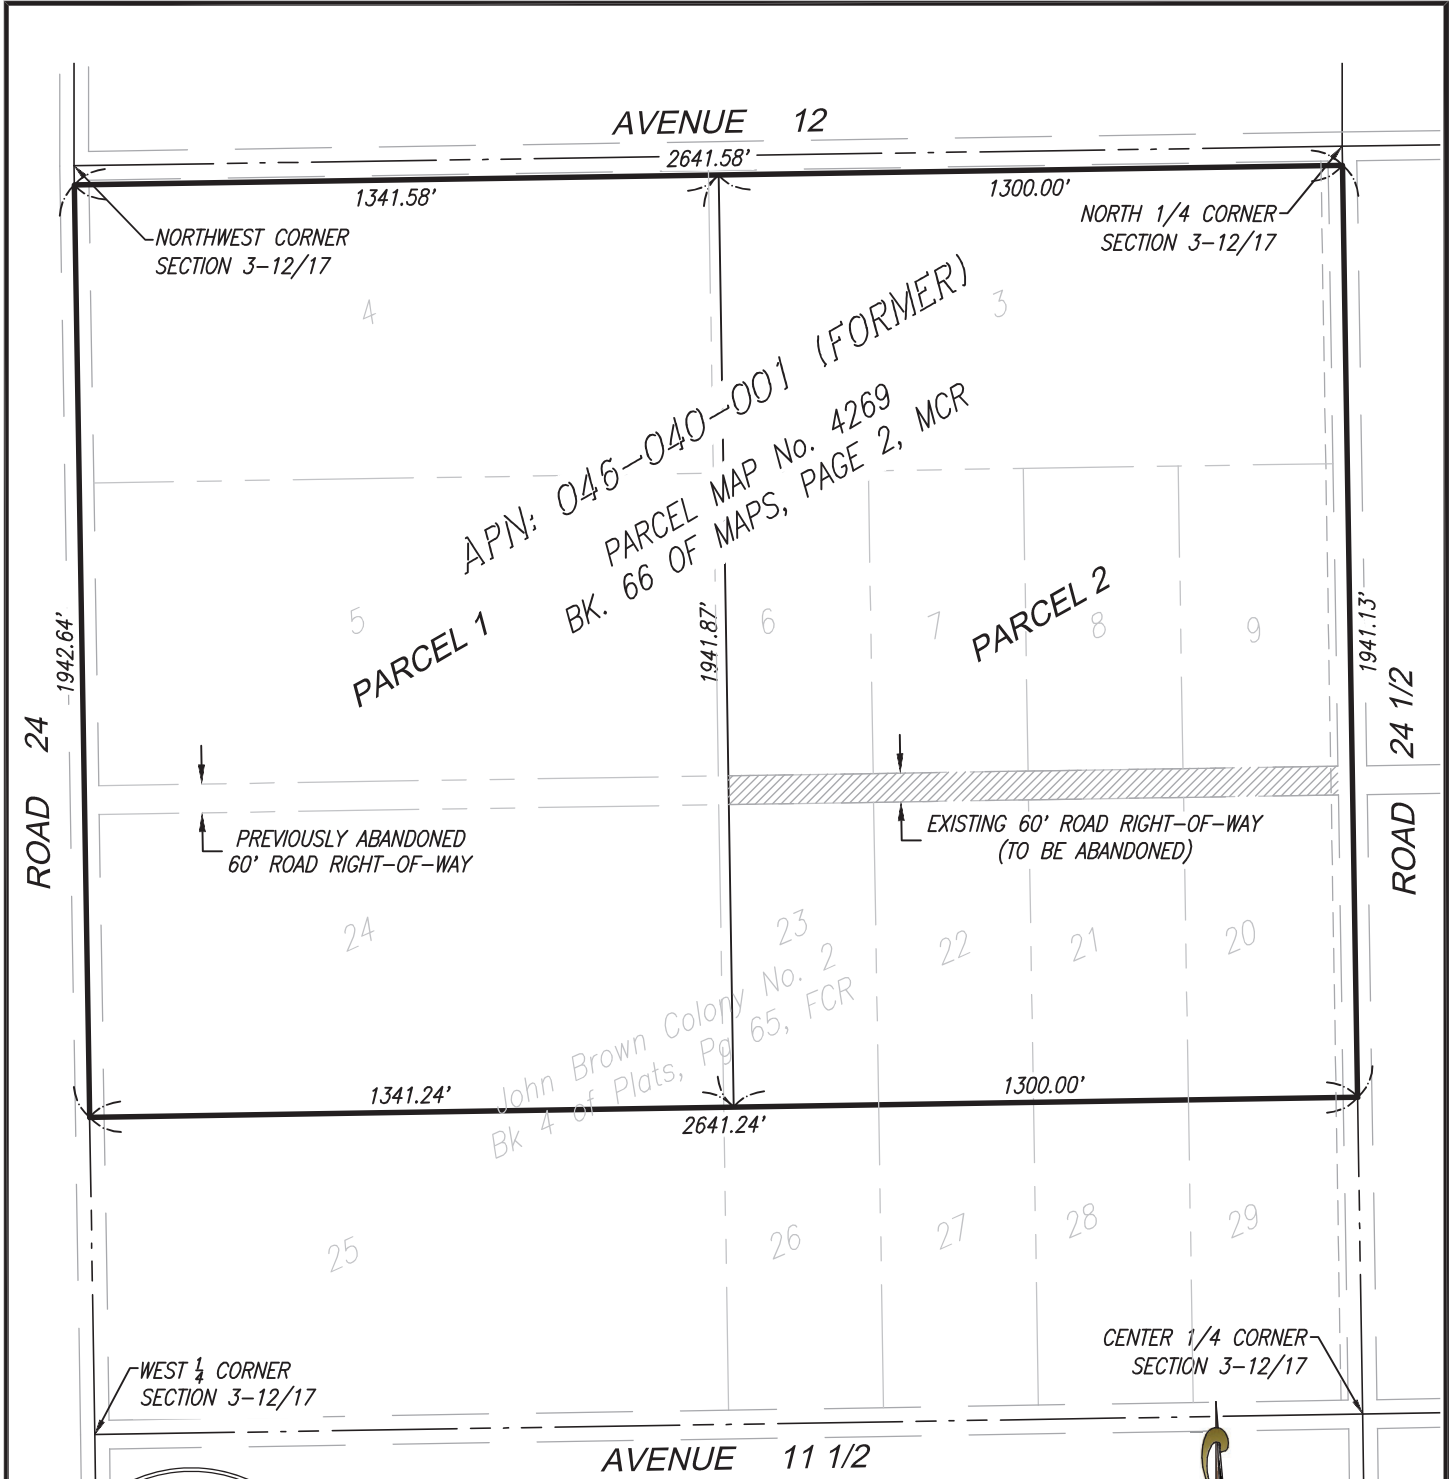 AVENUE 12
2641.58'
1341.58'
1300.00'
NORTHWEST CORNER
SECTION 3-12/17
NORTH 1/4 CORNER
SECTION 3-12/17
4
3
APN: 046-040-001 (FORMER)
PARCEL MAP No. 4269
BK. 66 OF MAPS, PAGE 2, MCR
5
PARCEL 1
6
7
PARCEL 2
8
9
1942.64'
1941.87'
1941.13'
ROAD 24
ROAD 24 1/2
PREVIOUSLY ABANDONED
60' ROAD RIGHT-OF-WAY
EXISTING 60' ROAD RIGHT-OF-WAY
(TO BE ABANDONED)
24
23
22
21
20
John Brown Colony No. 2
Bk 4 of Plats, Pg 65, FCR
1341.24'
1300.00'
2641.24'
25
26
27
28
29
WEST 1/4 CORNER
SECTION 3-12/17
CENTER 1/4 CORNER
SECTION 3-12/17
AVENUE 11 1/2